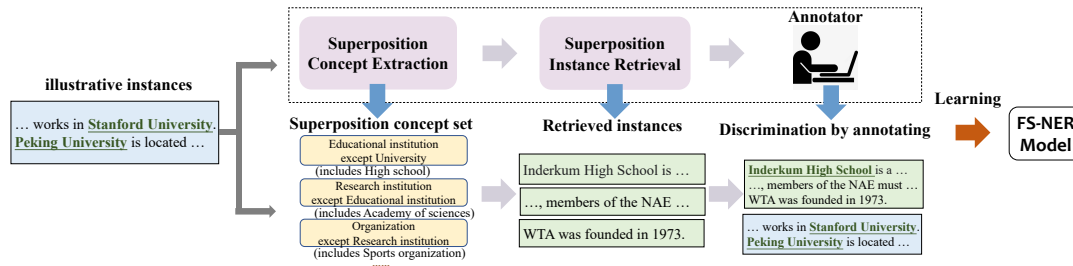 Superposition
Concept Extraction
Superposition
Instance Retrieval
Annotator
illustrative instances
… works in Stanford University.
Peking University is located …
Superposition concept set
Educational institution
except University
(includes High school)
Research institution
except Educational institution
(includes Academy of sciences)
Organization
except Research institution
(includes Sports organization)
Retrieved instances
Inderkum High School is …
…, members of the NAE …
WTA was founded in 1973.
Discrimination by annotating
Inderkum High School is a …
…, members of the NAE must …
WTA was founded in 1973.
… works in Stanford University.
Peking University is located …
Learning
FS-NER
Model